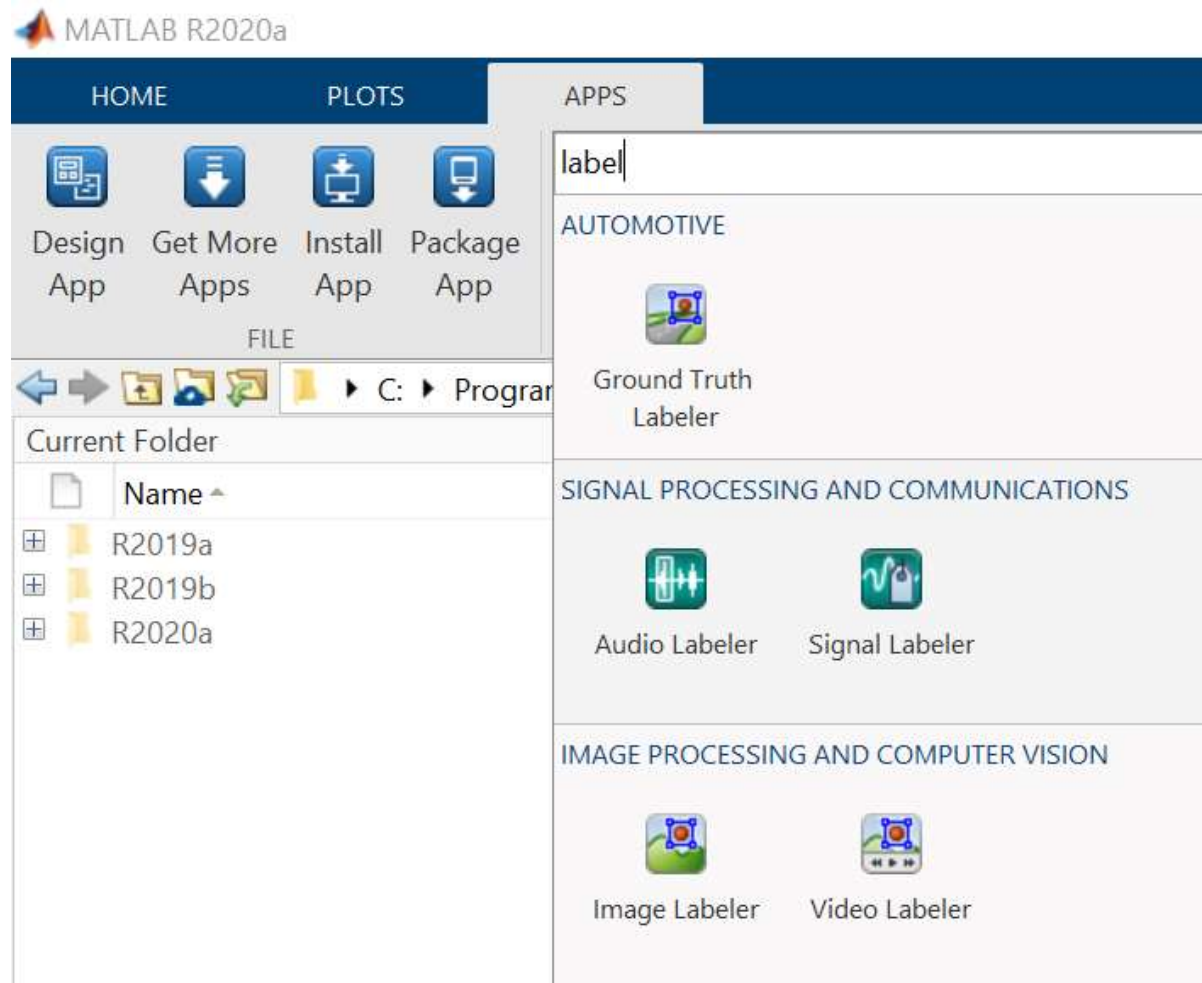 MATLAB R2020a
HOME PLOTS APPS
label
Design App
Get More Apps
Install App
Package App
FILE
C: Program
Current Folder
Name
R2019a
R2019b
R2020a
AUTOMOTIVE
Ground Truth
Labeler
SIGNAL PROCESSING AND COMMUNICATIONS
Audio Labeler Signal Labeler
IMAGE PROCESSING AND COMPUTER VISION
Image Labeler Video Labeler